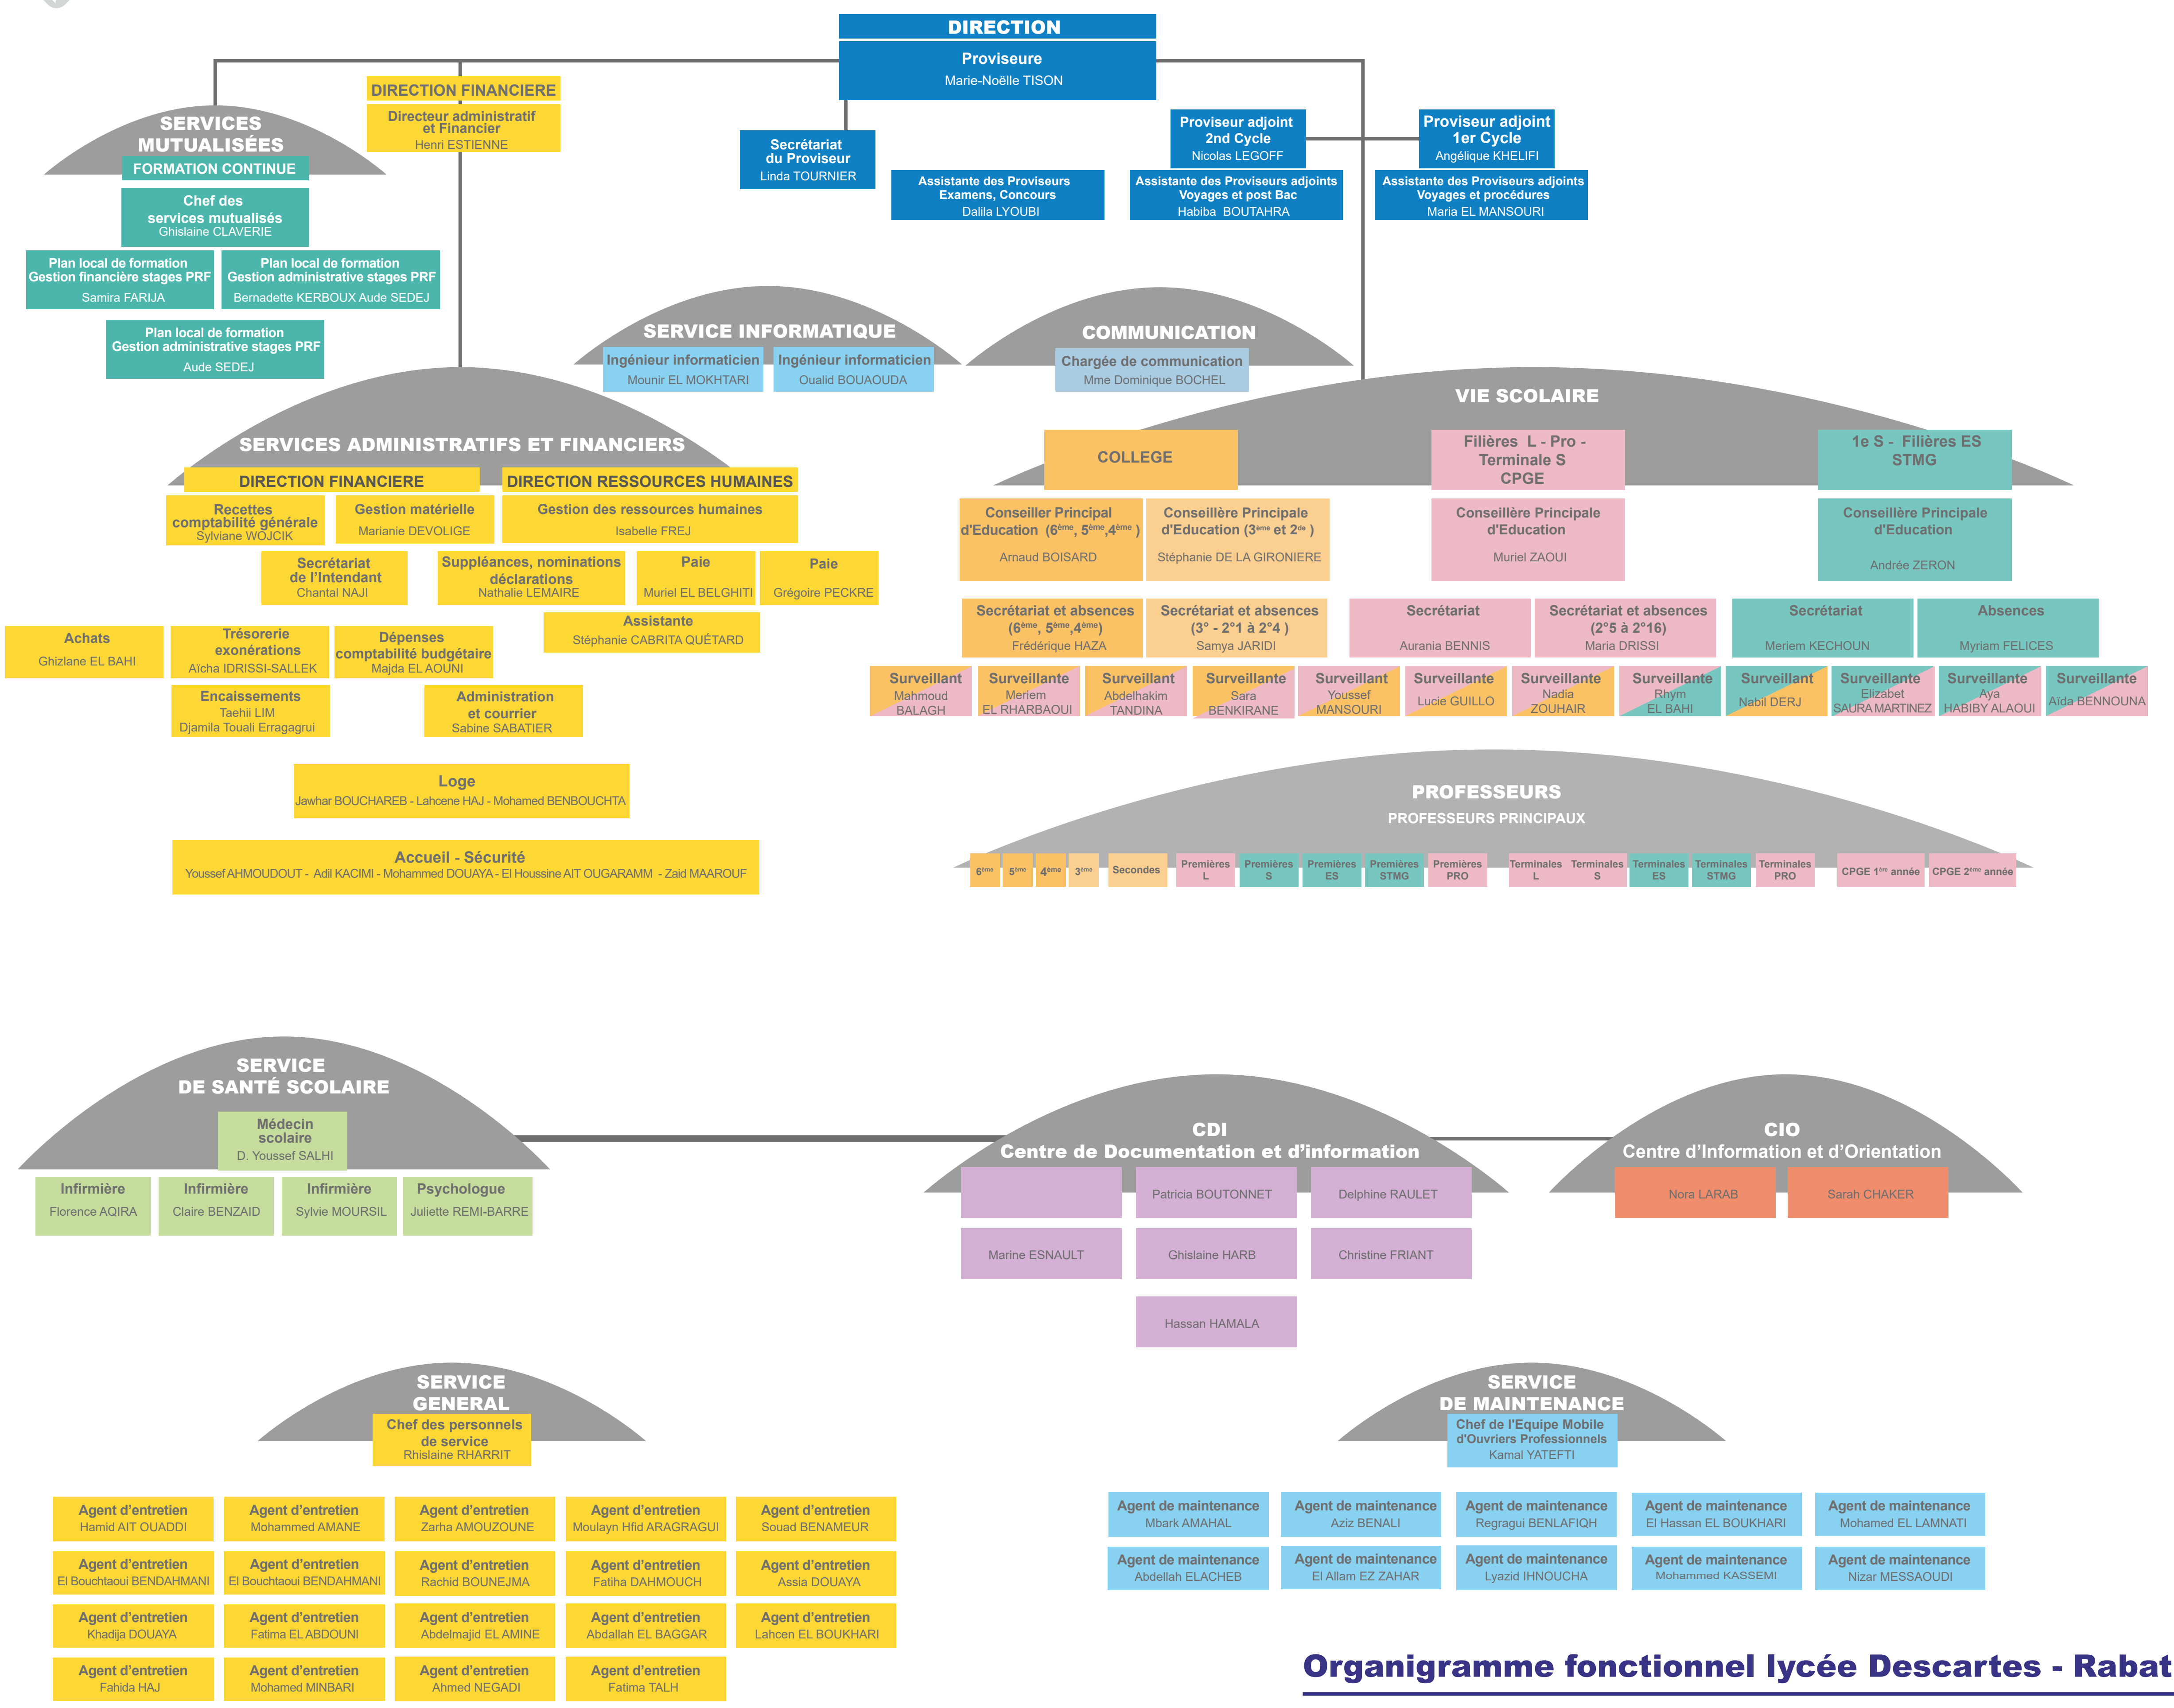 DIRECTION
Proviseure
Marie-Noëlle TISON
DIRECTION FINANCIERE
Directeur administratif
et Financier
Henri ESTIENNE
SERVICES
MUTUALISÉES
FORMATION CONTINUE
Chef des
services mutualisés
Ghislaine CLAVERIE
Plan local de formation
Gestion financière stages PRF
Samira FARIJA
Plan local de formation
Gestion administrative stages PRF
Bernadette KERBOUX Aude SEDEJ
Plan local de formation
Gestion administrative stages PRF
Aude SEDEJ
Secrétariat
du Proviseur
Linda TOURNIER
Proviseur adjoint
2nd Cycle
Nicolas LEGOFF
Proviseur adjoint
1er Cycle
Angélique KHELIFI
Assistante des Proviseurs
Examens, Concours
Dalila LYOUBI
Assistante des Proviseurs adjoints
Voyages et post Bac
Habiba BOUTAHRA
Assistante des Proviseurs adjoints
Voyages et procédures
Maria EL MANSOURI
SERVICE INFORMATIQUE
Ingénieur informaticien
Mounir EL MOKHTARI
Ingénieur informaticien
Oualid BOUAOUDA
COMMUNICATION
Chargée de communication
Mme Dominique BOCHEL
SERVICES ADMINISTRATIFS ET FINANCIERS
DIRECTION FINANCIERE
DIRECTION RESSOURCES HUMAINES
Recettes
comptabilité générale
Sylviane WOJCIK
Gestion matérielle
Marianie DEVOLIGE
Gestion des ressources humaines
Isabelle FREJ
Secrétariat
de l'Intendant
Chantal NAJI
Suppléances, nominations
déclarations
Nathalie LEMAIRE
Paie
Muriel EL BELGHITI
Paie
Grégoire PECKRE
Assistante
Stéphanie CABRITA QUÉTARD
Achats
Ghizlane EL BAHI
Trésorerie
exonérations
Aïcha IDRISSI-SALLEK
Dépenses
comptabilité budgétaire
Majda EL AOUNI
Encaissements
Taehii LIM
Djamila Touali Erragagrui
Administration
et courrier
Sabine SABATIER
Loge
Jawhar BOUCHAREB - Lahcene HAJ - Mohamed BENBOUCHTA
Accueil - Sécurité
Youssef AHMOUDOUT - Adil KACIMI - Mohammed DOUAYA - El Houssine AIT OUGARAMM - Zaid MAAROUF
VIE SCOLAIRE
COLLEGE
Filières L - Pro -
Terminale S
CPGE
1e S - Filières ES
STMG
Conseiller Principal
d'Education (6ème, 5ème,4ème )
Arnaud BOISARD
Conseillère Principale
d'Education (3ème et 2de )
Stéphanie DE LA GIRONIERE
Conseillère Principale
d'Education
Muriel ZAOUI
Conseillère Principale
d'Education
Andrée ZERON
Secrétariat et absences
(6ème, 5ème,4ème)
Frédérique HAZA
Secrétariat et absences
(3° - 2°1 à 2°4 )
Samya JARIDI
Secrétariat
Aurania BENNIS
Secrétariat et absences
(2°5 à 2°16)
Maria DRISSI
Secrétariat
Meriem KECHOUN
Absences
Myriam FELICES
Surveillant
Mahmoud
BALAGH
Surveillante
Meriem
EL RHARBAOUI
Surveillant
Abdelhakim
TANDINA
Surveillante
Sara
BENKIRANE
Surveillant
Youssef
MANSOURI
Surveillante
Lucie GUILLO
Surveillante
Nadia
ZOUHAIR
Surveillante
Rhym
EL BAHI
Surveillant
Nabil DERJ
Surveillante
Elizabet
SAURA MARTINEZ
Surveillante
Aya
HABIBY ALAOUI
Surveillante
Aïda BENNOUNA
PROFESSEURS
PROFESSEURS PRINCIPAUX
6ème
5ème
4ème
3ème
Secondes
Premières
L
Premières
S
Premières
ES
Premières
STMG
Premières
PRO
Terminales
L
Terminales
S
Terminales
ES
Terminales
STMG
Terminales
PRO
CPGE 1ère année
CPGE 2ème année
SERVICE
DE SANTÉ SCOLAIRE
Médecin
scolaire
D. Youssef SALHI
Infirmière
Florence AQIRA
Infirmière
Claire BENZAID
Infirmière
Sylvie MOURSIL
Psychologue
Juliette REMI-BARRE
CDI
Centre de Documentation et d'information
Patricia BOUTONNET
Delphine RAULET
Marine ESNAULT
Ghislaine HARB
Christine FRIANT
Hassan HAMALA
CIO
Centre d'Information et d'Orientation
Nora LARAB
Sarah CHAKER
SERVICE
GENERAL
Chef des personnels
de service
Rhislaine RHARRIT
Agent d'entretien
Hamid AIT OUADDI
Agent d'entretien
Mohammed AMANE
Agent d'entretien
Zarha AMOUZOUNE
Agent d'entretien
Moulayn Hfid ARAGRAGUI
Agent d'entretien
Souad BENAMEUR
Agent d'entretien
El Bouchtaoui BENDAHMANI
Agent d'entretien
El Bouchtaoui BENDAHMANI
Agent d'entretien
Rachid BOUNEJMA
Agent d'entretien
Fatiha DAHMOUCH
Agent d'entretien
Assia DOUAYA
Agent d'entretien
Khadija DOUAYA
Agent d'entretien
Fatima EL ABDOUNI
Agent d'entretien
Abdelmajid EL AMINE
Agent d'entretien
Abdallah EL BAGGAR
Agent d'entretien
Lahcen EL BOUKHARI
Agent d'entretien
Fahida HAJ
Agent d'entretien
Mohamed MINBARI
Agent d'entretien
Ahmed NEGADI
Agent d'entretien
Fatima TALH
SERVICE
DE MAINTENANCE
Chef de l'Equipe Mobile
d'Ouvriers Professionnels
Kamal YATEFTI
Agent de maintenance
Mbark AMAHAL
Agent de maintenance
Aziz BENALI
Agent de maintenance
Regragui BENLAFIQH
Agent de maintenance
El Hassan EL BOUKHARI
Agent de maintenance
Mohamed EL LAMNATI
Agent de maintenance
Abdellah ELACHEB
Agent de maintenance
El Allam EZ ZAHAR
Agent de maintenance
Lyazid IHNOUCHA
Agent de maintenance
Mohammed KASSEMI
Agent de maintenance
Nizar MESSAOUDI
Organigramme fonctionnel lycée Descartes - Rabat